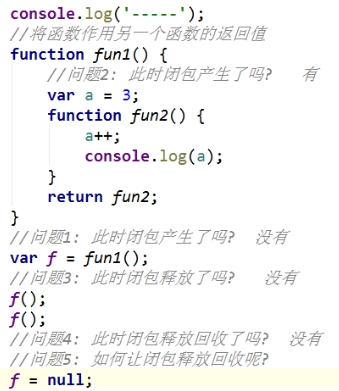 console.log('-----');
//将函数作用另一个函数的返回值
function fun1() {
//问题2: 此时闭包产生了吗? 有
var a = 3;
function fun2() {
a++;
console.log(a);
}
return fun2;
}
//问题1: 此时闭包产生了吗? 没有
var f = fun1();
//问题3: 此时闭包释放了吗? 没有
f();
f();
//问题4: 此时闭包释放回收了吗? 没有
//问题5: 如何让闭包释放回收呢?
f = null;